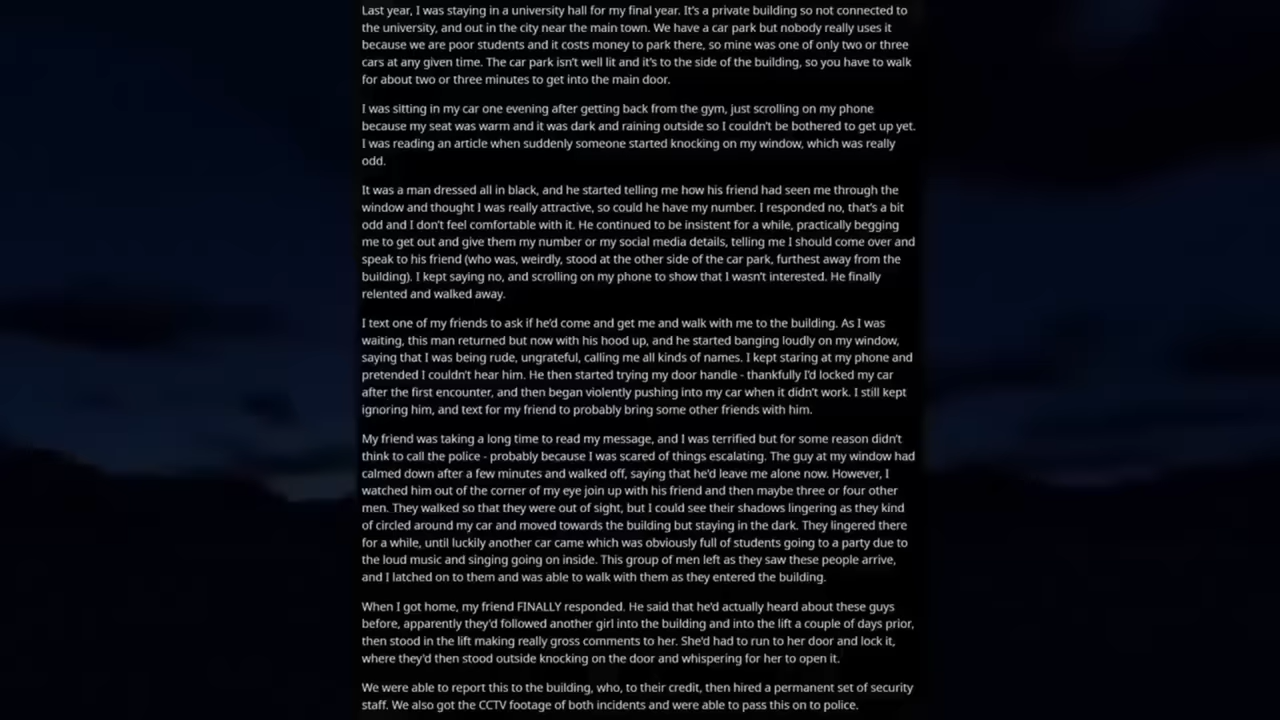 Last year, I was staying in a university hall for my final year. It's a private building so not connected to
the university, and out in the city near the main town. We have a car park but nobody really uses it
because we are poor students and it costs money to park there, so mine was one of only two or three
cars at any given time. The car park isn't well lit and it's to the side of the building, so you have to walk
for about two or three minutes to get into the main door.
I was sitting in my car one evening after getting back from the gym, just scrolling on my phone
because my seat was warm and it was dark and raining outside so I couldn't be bothered to get up yet.
I was reading an article when suddenly someone started knocking on my window, which was really
odd.
It was a man dressed all in black, and he started telling me how his friend had seen me through the
window and thought I was really attractive, so could he have my number. I responded no, that's a bit
odd and I don't feel comfortable with it. He continued to be insistent for a while, practically begging
me to get out and give them my number or my social media details, telling me I should come over and
speak to his friend (who was, weirdly, stood at the other side of the car park, furthest away from the
building). I kept saying no, and scrolling on my phone to show that I wasn't interested. He finally
relented and walked away.
I text one of my friends to ask if he'd come and get me and walk with me to the building. As I was
waiting, this man returned but now with his hood up, and he started banging loudly on my window,
saying that I was being rude, ungrateful, calling me all kinds of names. I kept staring at my phone and
pretended I couldn't hear him. He then started trying my door handle - thankfully I'd locked my car
after the first encounter, and then began violently pushing into my car when it didn't work. I still kept
ignoring him, and text for my friend to probably bring some other friends with him.
My friend was taking a long time to read my message, and I was terrified but for some reason didn't
think to call the police - probably because I was scared of things escalating. The guy at my window had
calmed down after a few minutes and walked off, saying that he'd leave me alone now. However, I
watched him out of the corner of my eye join up with his friend and then maybe three or four other
men. They walked so that they were out of sight, but I could see their shadows lingering as they kind
of circled around my car and moved towards the building but staying in the dark. They lingered there
for a while, until luckily another car came which was obviously full of students going to a party due to
the loud music and singing going on inside. This group of men left as they saw these people arrive,
and I latched on to them and was able to walk with them as they entered the building.
When I got home, my friend FINALLY responded. He said that he'd actually heard about these guys
before, apparently they'd followed another girl into the building and into the lift a couple of days prior,
then stood in the lift making really gross comments to her. She'd had to run to her door and lock it,
where they'd then stood outside knocking on the door and whispering for her to open it.
We were able to report this to the building, who, to their credit, then hired a permanent set of security
staff. We also got the CCTV footage of both incidents and were able to pass this on to police.